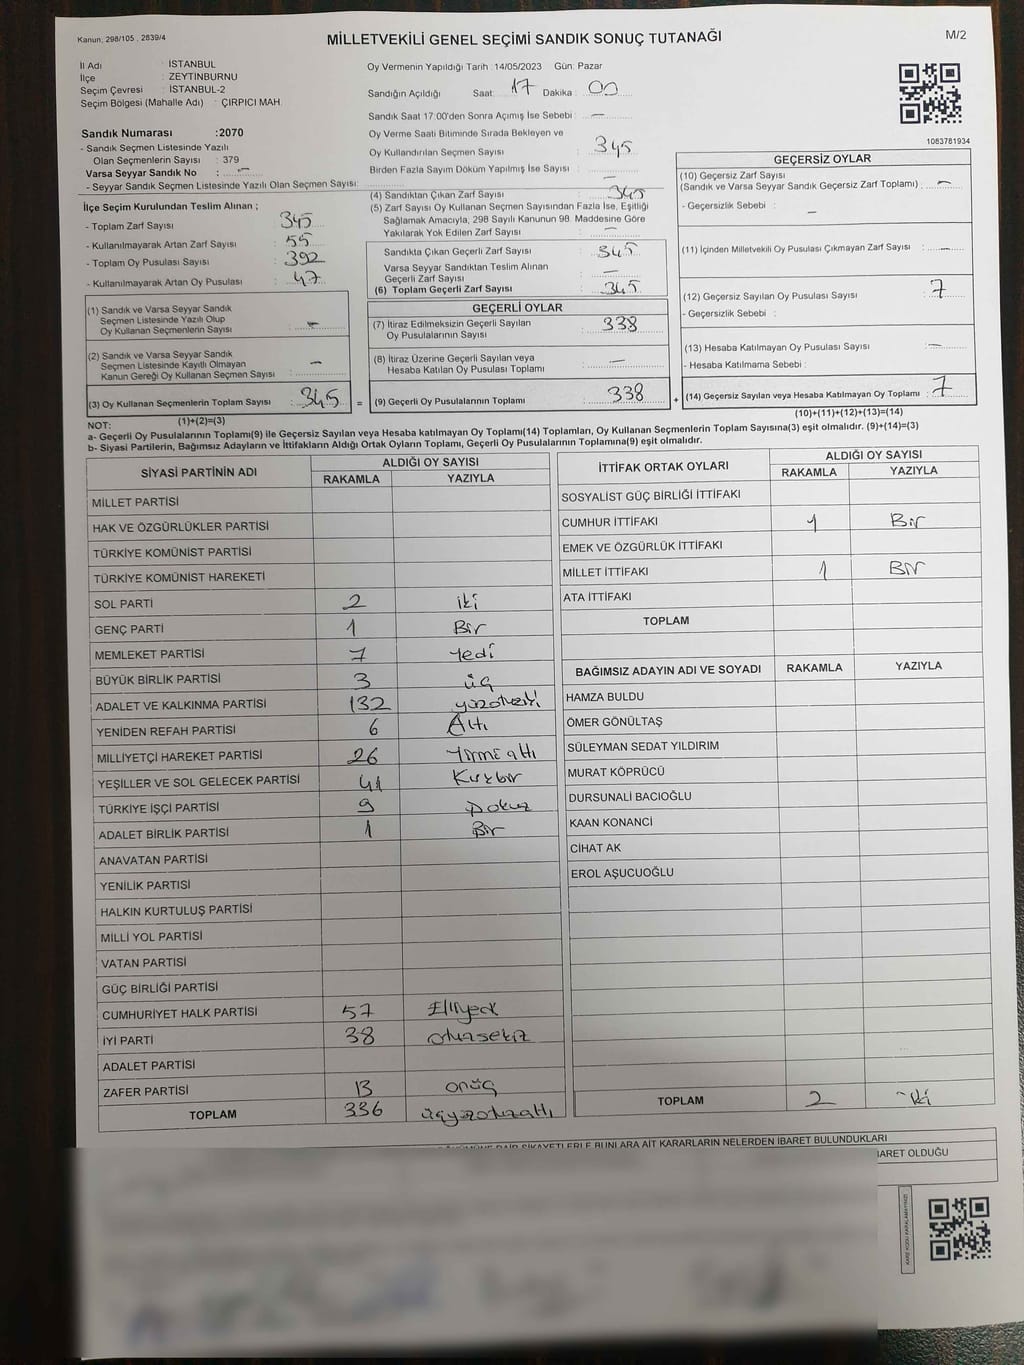 Kanun, 298/105 , 2839/4
MİLLETVEKİLİ GENEL SEÇİMİ SANDIK SONUÇ TUTANAĞI
M/2
İl Adı : İSTANBUL
İlçe : ZEYTİNBURNU
Seçim Çevresi : İSTANBUL-2
Seçim Bölgesi (Mahalle Adı) : ÇIRPICI MAH.
Sandık Numarası :2070
- Sandık Seçmen Listesinde Yazılı
Olan Seçmenlerin Sayısı : 379
Varsa Seyyar Sandık No : -
- Seyyar Sandık Seçmen Listesinde Yazılı Olan Seçmen Sayısı:
Oy Vermenin Yapıldığı Tarih :14/05/2023 Gün: Pazar
Sandığın Açıldığı Saat: 17 Dakika : 00
Sandık Saat 17:00'den Sonra Açımış İse Sebebi : -
Oy Verme Saati Bitiminde Sırada Bekleyen ve
Oy Kullandırılan Seçmen Sayısı : 345
Birden Fazla Sayım Döküm Yapılmış İse Sayısı : -
1083781934
İlçe Seçim Kurulundan Teslim Alınan ;
- Toplam Zarf Sayısı : 345
- Kullanılmayarak Artan Zarf Sayısı : 55
- Toplam Oy Pusulası Sayısı : 392
- Kullanılmayarak Artan Oy Pusulası : 47
(1) Sandık ve Varsa Seyyar Sandık
Seçmen Listesinde Yazılı Olup
Oy Kullanan Seçmenlerin Sayısı : -
(2) Sandık ve Varsa Seyyar Sandık
Seçmen Listesinde Kayıtlı Olmayan
Kanun Gereği Oy Kullanan Seçmen Sayısı : -
(3) Oy Kullanan Seçmenlerin Toplam Sayısı : 345 =
(1)+(2)=(3)
(4) Sandıktan Çıkan Zarf Sayısı : 345
(5) Zarf Sayısı Oy Kullanan Seçmen Sayısından Fazla İse, Eşitliği
Sağlamak Amacıyla, 298 Sayılı Kanunun 98. Maddesine Göre
Yakılarak Yok Edilen Zarf Sayısı : -
Sandıkta Çıkan Geçerli Zarf Sayısı : 345
Varsa Seyyar Sandıktan Teslim Alınan
Geçerli Zarf Sayısı : -
(6) Toplam Geçerli Zarf Sayısı : 345
GEÇERLİ OYLAR
(7) İtiraz Edilmeksizin Geçerli Sayılan
Oy Pusulalarının Sayısı : 338
(8) İtiraz Üzerine Geçerli Sayılan veya
Hesaba Katılan Oy Pusulası Toplamı : -
(9) Geçerli Oy Pusulalarının Toplamı : 338 +
GEÇERSİZ OYLAR
(10) Geçersiz Zarf Sayısı
(Sandık ve Varsa Seyyar Sandık Geçersiz Zarf Toplamı) : -
- Geçersizlik Sebebi : -
(11) İçinden Milletvekili Oy Pusulası Çıkmayan Zarf Sayısı : -
(12) Geçersiz Sayılan Oy Pusulası Sayısı : 7
- Geçersizlik Sebebi :
(13) Hesaba Katılmayan Oy Pusulası Sayısı : -
- Hesaba Katılmama Sebebi :
(14) Geçersiz Sayılan veya Hesaba Katılmayan Oy Toplamı : 7
(10)+(11)+(12)+(13)=(14)
NOT:
a- Geçerli Oy Pusulalarının Toplamı(9) ile Geçersiz Sayılan veya Hesaba katılmayan Oy Toplamı(14) Toplamları, Oy Kullanan Seçmenlerin Toplam Sayısına(3) eşit olmalıdır. (9)+(14)=(3)
b- Siyasi Partilerin, Bağımsız Adayların ve İttifakların Aldığı Ortak Oyların Toplamı, Geçerli Oy Pusulalarının Toplamına(9) eşit olmalıdır.
SİYASİ PARTİNİN ADI ALDIĞI OY SAYISI
RAKAMLA YAZIYLA
MİLLET PARTİSİ
HAK VE ÖZGÜRLÜKLER PARTİSİ
TÜRKİYE KOMÜNİST PARTİSİ
TÜRKİYE KOMÜNİST HAREKETİ
SOL PARTİ 2 iki
GENÇ PARTİ 1 Bir
MEMLEKET PARTİSİ 7 Yedi
BÜYÜK BİRLİK PARTİSİ 3 üç
ADALET VE KALKINMA PARTİSİ 132 yüzotuziki
YENİDEN REFAH PARTİSİ 6 Altı
MİLLİYETÇİ HAREKET PARTİSİ 26 Yirmi altı
YEŞİLLER VE SOL GELECEK PARTİSİ 41 Kırkbir
TÜRKİYE İŞÇİ PARTİSİ 9 Dokuz
ADALET BİRLİK PARTİSİ 1 Bir
ANAVATAN PARTİSİ
YENİLİK PARTİSİ
HALKIN KURTULUŞ PARTİSİ
MİLLİ YOL PARTİSİ
VATAN PARTİSİ
GÜÇ BİRLİĞİ PARTİSİ
CUMHURİYET HALK PARTİSİ 57 Elliyedi
İYİ PARTİ 38 otuzsekiz
ADALET PARTİSİ
ZAFER PARTİSİ 13 onüç
TOPLAM 336 üçyüzotuzaltı
İTTİFAK ORTAK OYLARI ALDIĞI OY SAYISI
RAKAMLA YAZIYLA
SOSYALİST GÜÇ BİRLİĞİ İTTİFAKI
CUMHUR İTTİFAKI 1 Bir
EMEK VE ÖZGÜRLÜK İTTİFAKI
MİLLET İTTİFAKI 1 Bir
ATA İTTİFAKI
TOPLAM
BAĞIMSIZ ADAYIN ADI VE SOYADI RAKAMLA YAZIYLA
HAMZA BULDU
ÖMER GÖNÜLTAŞ
SÜLEYMAN SEDAT YILDIRIM
MURAT KÖPRÜCÜ
DURSUNALİ BACIOĞLU
KAAN KONANCİ
CİHAT AK
EROL AŞUCUOĞLU
TOPLAM 2 iki
DAİR ŞİKAYETLERLE BUNLARA AİT KARARLARIN NELERDEN İBARET BULUNDUKLARI
OLDUĞU
KARE KODU KARALAMAYINIZ!